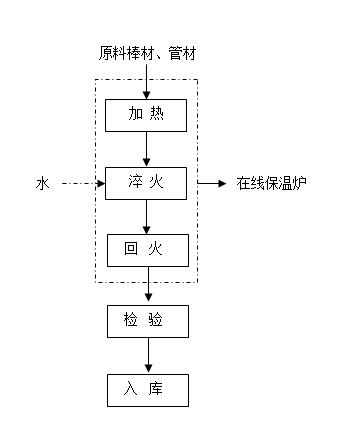 原料棒材、管材
加 热
水
淬 火
在线保温炉
回 火
检 验
入 库